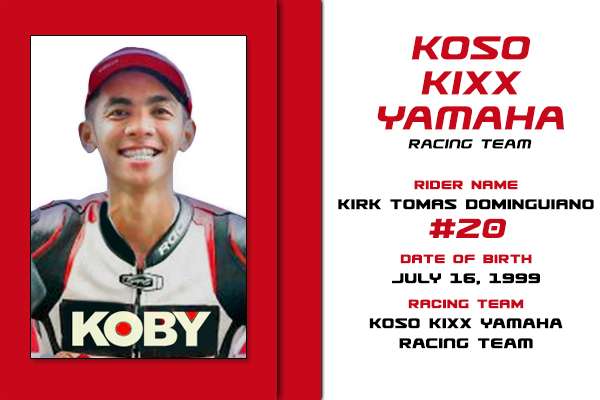 KOSO
KIXX
YAMAHA
RACING TEAM
RIDER NAME
KIRK TOMAS DOMINGUIANO
#20
DATE OF BIRTH
JULY 16, 1999
RACING TEAM
KOSO KIXX YAMAHA
RACING TEAM
KOBY